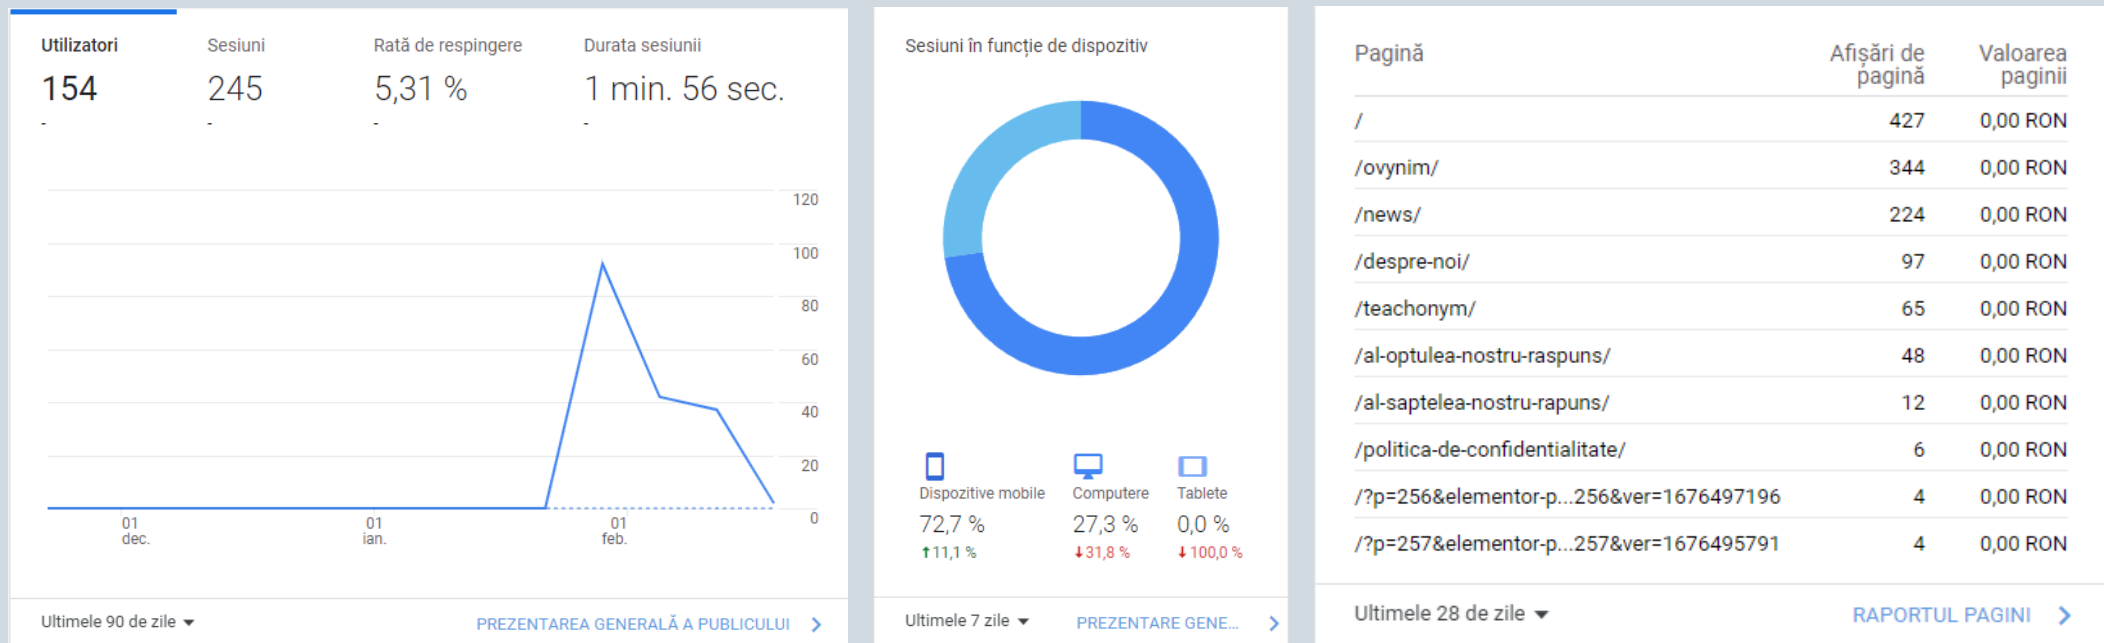 Utilizatori Sesiuni Rată de respingere Durata sesiunii
154 245 5,31 % 1 min. 56 sec.
- - - -
120
100
80
60
40
20
0
01 01 01
dec. ian. feb.
Ultimele 90 de zile PREZENTAREA GENERALĂ A PUBLICULUI
Sesiuni în funcție de dispozitiv
Dispozitive mobile Computere Tablete
72,7 % 27,3 % 0,0 %
↑11,1 % ↓31,8 % ↓100,0 %
Ultimele 7 zile PREZENTARE GENE...
Pagină Afișări de pagină Valoarea paginii
/ 427 0,00 RON
/ovynim/ 344 0,00 RON
/news/ 224 0,00 RON
/despre-noi/ 97 0,00 RON
/teachonym/ 65 0,00 RON
/al-optulea-nostru-raspuns/ 48 0,00 RON
/al-saptelea-nostru-rapuns/ 12 0,00 RON
/politica-de-confidentialitate/ 6 0,00 RON
/?p=256&elementor-p...256&ver=1676497196 4 0,00 RON
/?p=257&elementor-p...257&ver=1676495791 4 0,00 RON
Ultimele 28 de zile RAPORTUL PAGINI